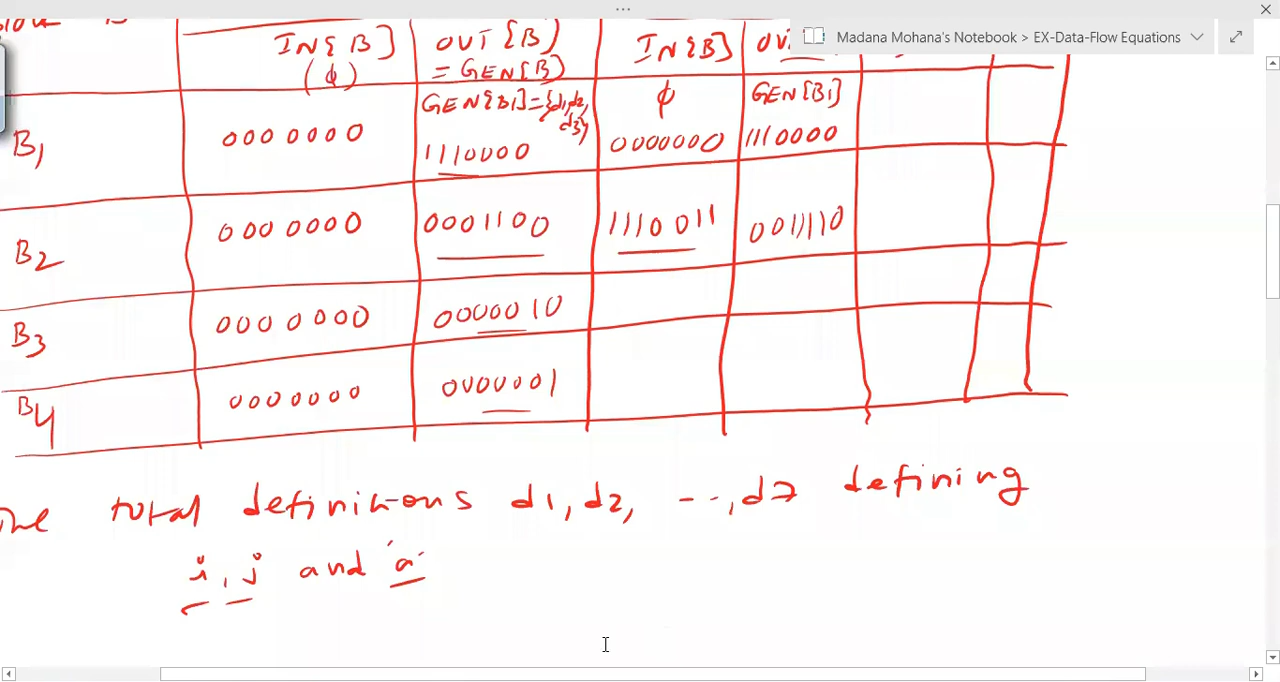 Madana Mohana's Notebook > EX-Data-Flow Equations
IN{B] OUT{B) IN[B]
(ϕ) = GEN{B)
B1 0000000 GEN{B1]={d1,d2, ϕ GEN[B1]
d3}
1110000 0000000 1110000
B2 0000000 0001100 1110011 0011110
B3 0000000 0000010
B4 0000000 0000001
The total definitions d1, d2, --, d7 defining
i, j and 'a'